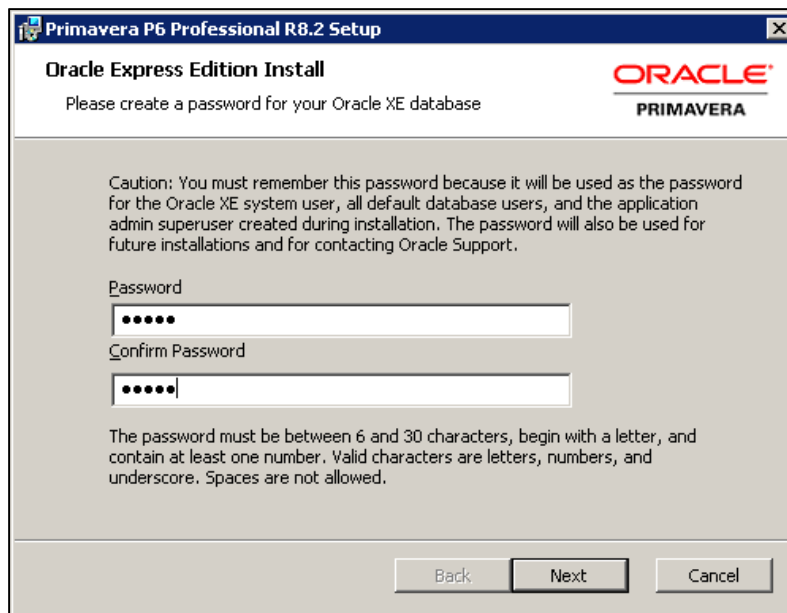 Primavera P6 Professional R8.2 Setup
Oracle Express Edition Install
Please create a password for your Oracle XE database
ORACLE
PRIMAVERA
Caution: You must remember this password because it will be used as the password
for the Oracle XE system user, all default database users, and the application
admin superuser created during installation. The password will also be used for
future installations and for contacting Oracle Support.
Password
•••••
Confirm Password
•••••
The password must be between 6 and 30 characters, begin with a letter, and
contain at least one number. Valid characters are letters, numbers, and
underscore. Spaces are not allowed.
Back Next Cancel